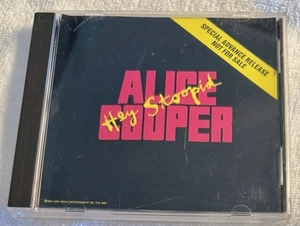 SPECIAL ADVANCE RELEASE
NOT FOR SALE
ALICE
Hey Stoopid
COOPER